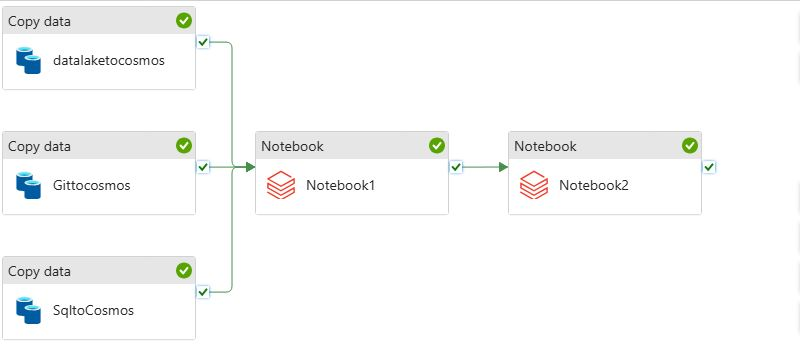 Copy data
datalaketocosmos
Copy data
Gittocosmos
Notebook
Notebook1
Notebook
Notebook2
Copy data
SqltoCosmos